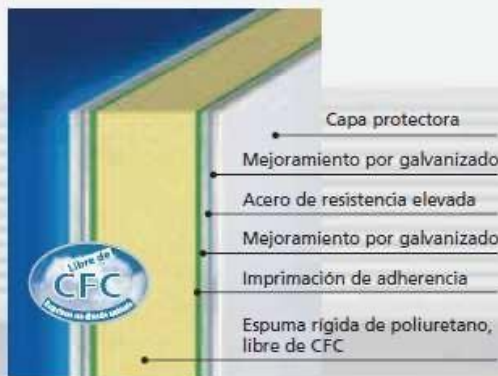 Capa protectora
Mejoramiento por galvanizado
Acero de resistencia elevada
Mejoramiento por galvanizado
Imprimación de adherencia
Espuma rígida de poliuretano,
libre de CFC
Libre de
CFC